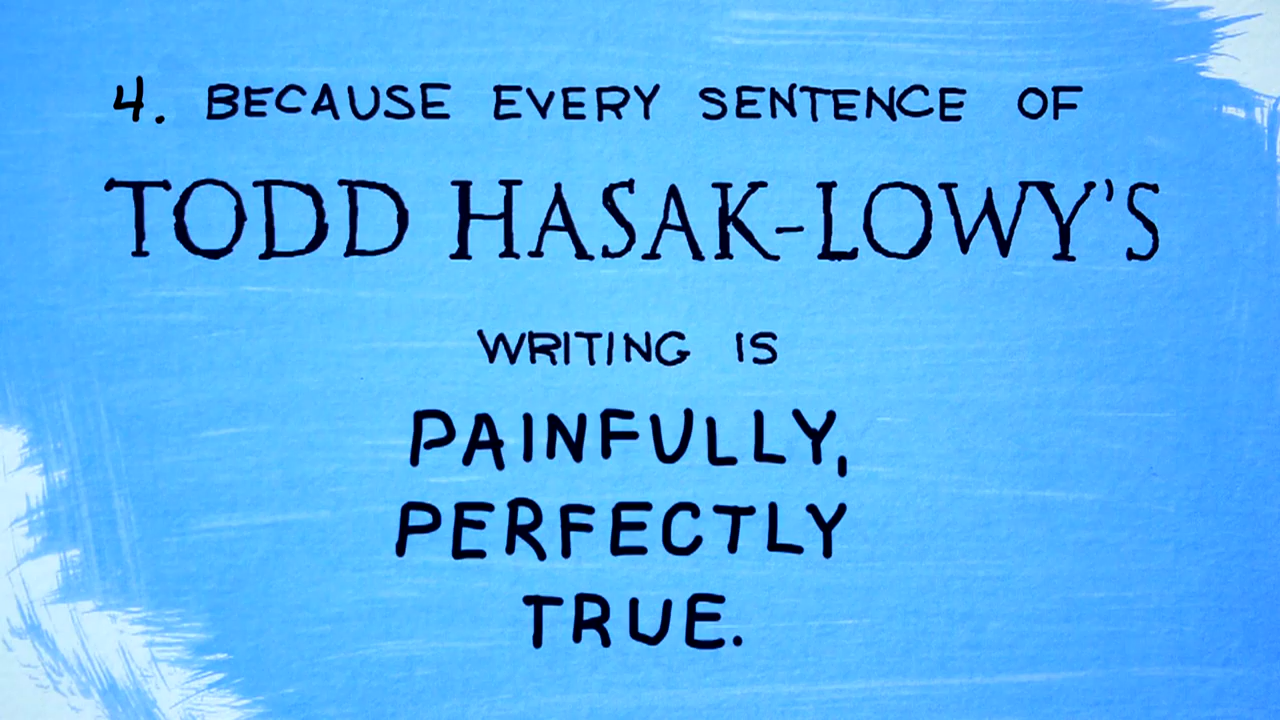 4. BECAUSE EVERY SENTENCE OF
TODD HASAK-LOWY'S
WRITING IS
PAINFULLY,
PERFECTLY
TRUE.